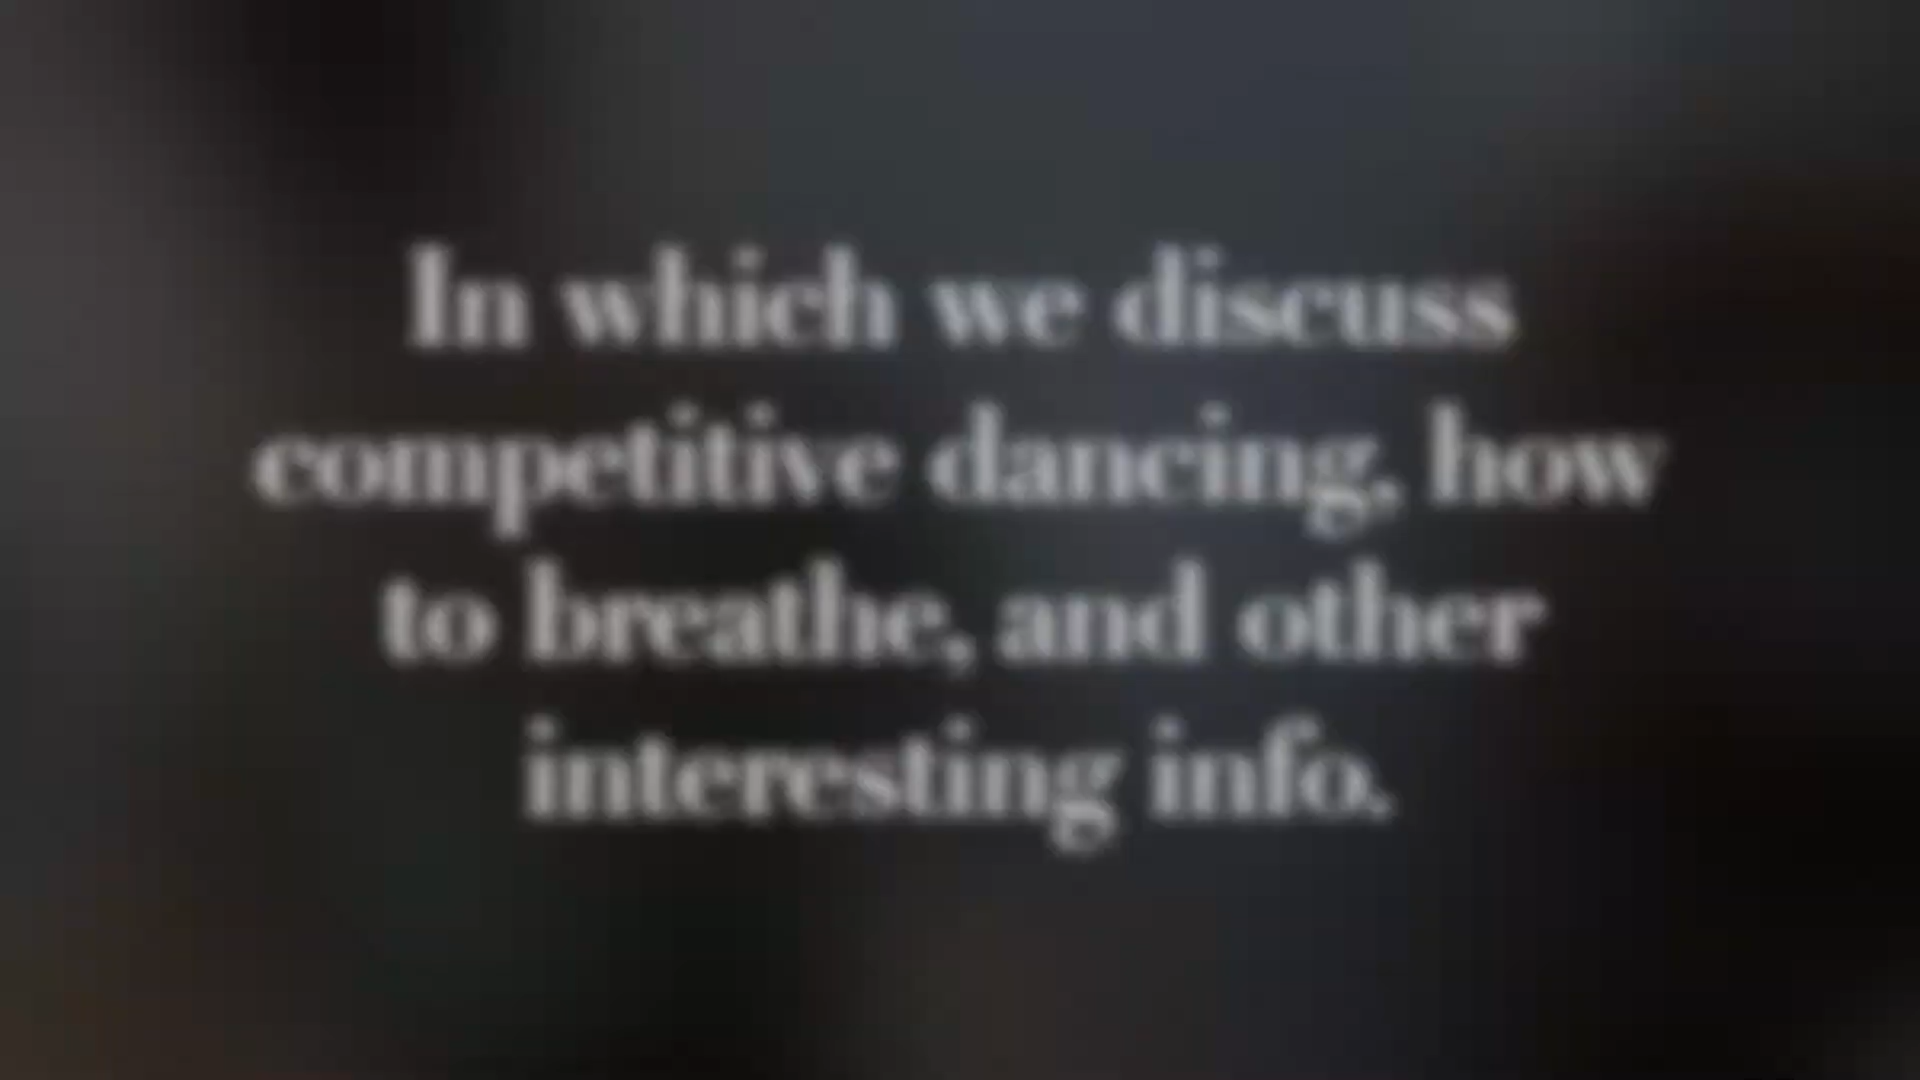 In which we discuss
competitive dancing, how
to breathe, and other
interesting info.